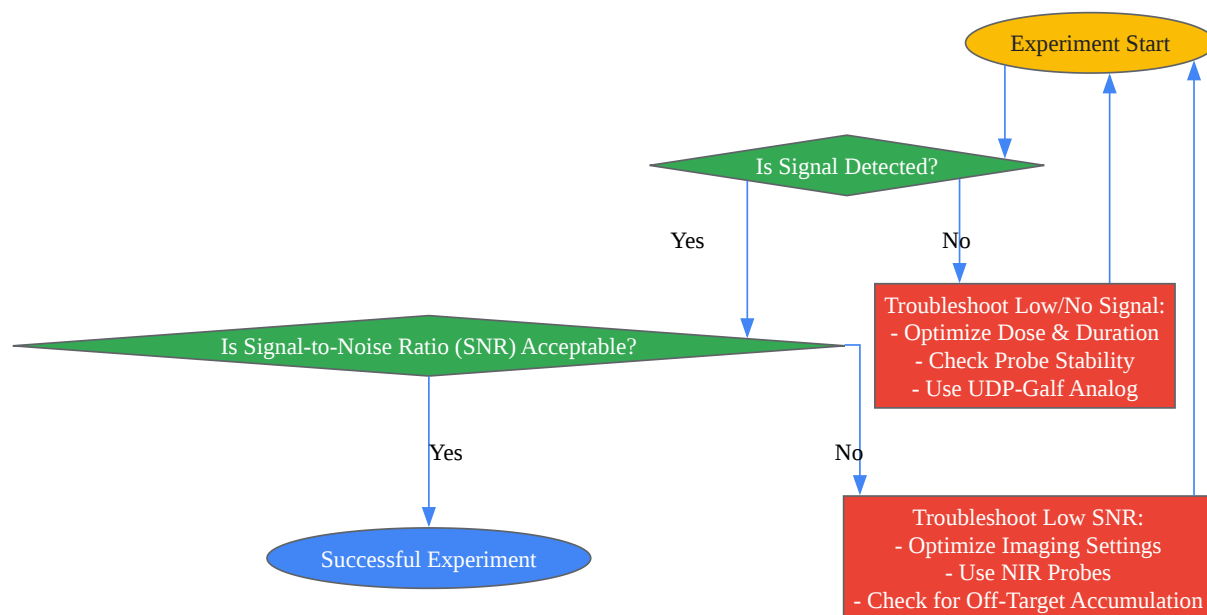 Experiment Start
Is Signal Detected?
Yes
No
Troubleshoot Low/No Signal:
- Optimize Dose & Duration
- Check Probe Stability
- Use UDP-Galf Analog
Is Signal-to-Noise Ratio (SNR) Acceptable?
Yes
No
Successful Experiment
Troubleshoot Low SNR:
- Optimize Imaging Settings
- Use NIR Probes
- Check for Off-Target Accumulation